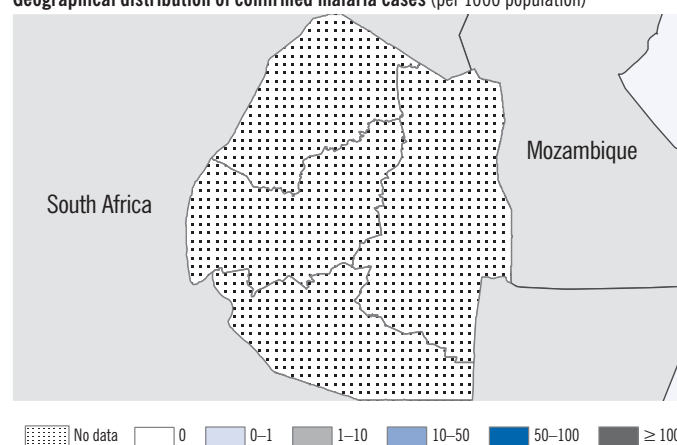 Geographical distribution of confirmed malaria cases (per 1000 population)
Mozambique
South Africa
No data 0 0–1 1–10 10–50 50–100 ≥ 100